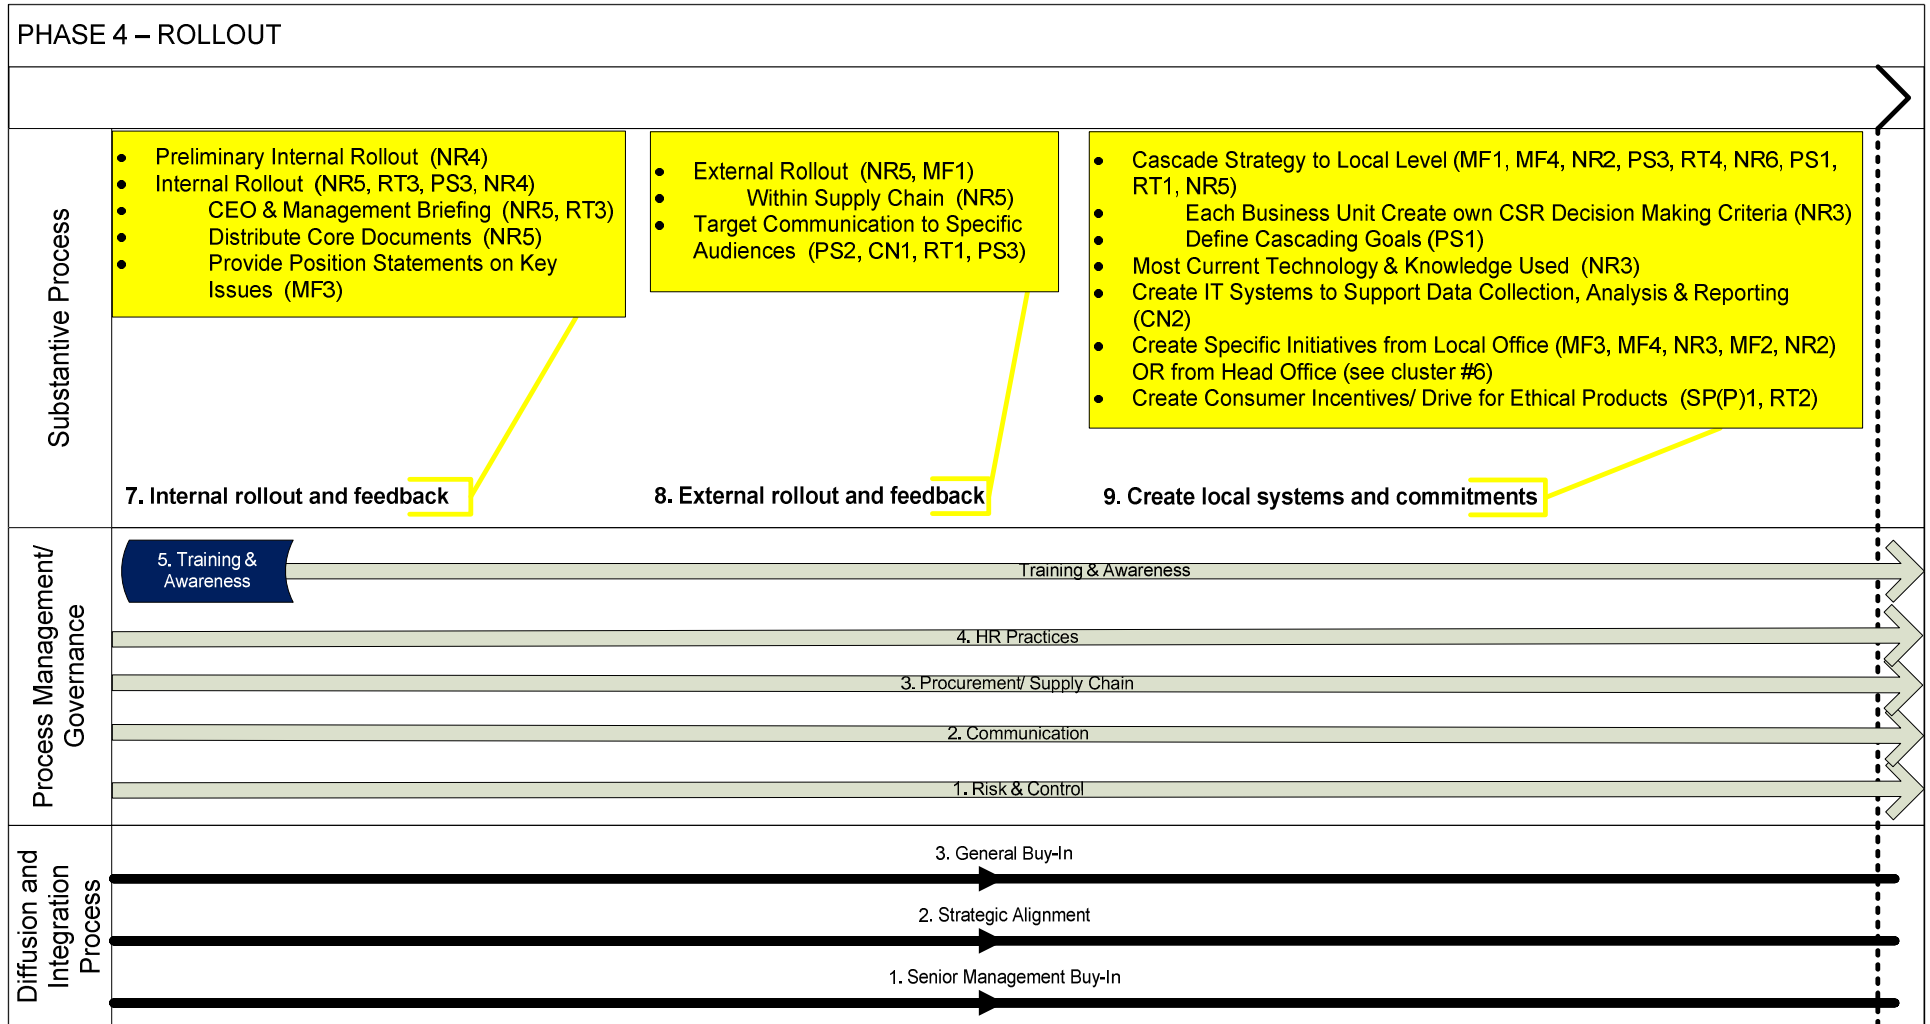 PHASE 4 – ROLLOUT
Substantive Process
• Preliminary Internal Rollout (NR4)
• Internal Rollout (NR5, RT3, PS3, NR4)
• CEO & Management Briefing (NR5, RT3)
• Distribute Core Documents (NR5)
• Provide Position Statements on Key
Issues (MF3)
• External Rollout (NR5, MF1)
• Within Supply Chain (NR5)
• Target Communication to Specific
Audiences (PS2, CN1, RT1, PS3)
• Cascade Strategy to Local Level (MF1, MF4, NR2, PS3, RT4, NR6, PS1,
RT1, NR5)
• Each Business Unit Create own CSR Decision Making Criteria (NR3)
• Define Cascading Goals (PS1)
• Most Current Technology & Knowledge Used (NR3)
• Create IT Systems to Support Data Collection, Analysis & Reporting
(CN2)
• Create Specific Initiatives from Local Office (MF3, MF4, NR3, MF2, NR2)
OR from Head Office (see cluster #6)
• Create Consumer Incentives/ Drive for Ethical Products (SP(P)1, RT2)
7. Internal rollout and feedback
8. External rollout and feedback
9. Create local systems and commitments
Process Management/
Governance
5. Training &
Awareness
Training & Awareness
4. HR Practices
3. Procurement/ Supply Chain
2. Communication
1. Risk & Control
Diffusion and
Integration
Process
3. General Buy-In
2. Strategic Alignment
1. Senior Management Buy-In